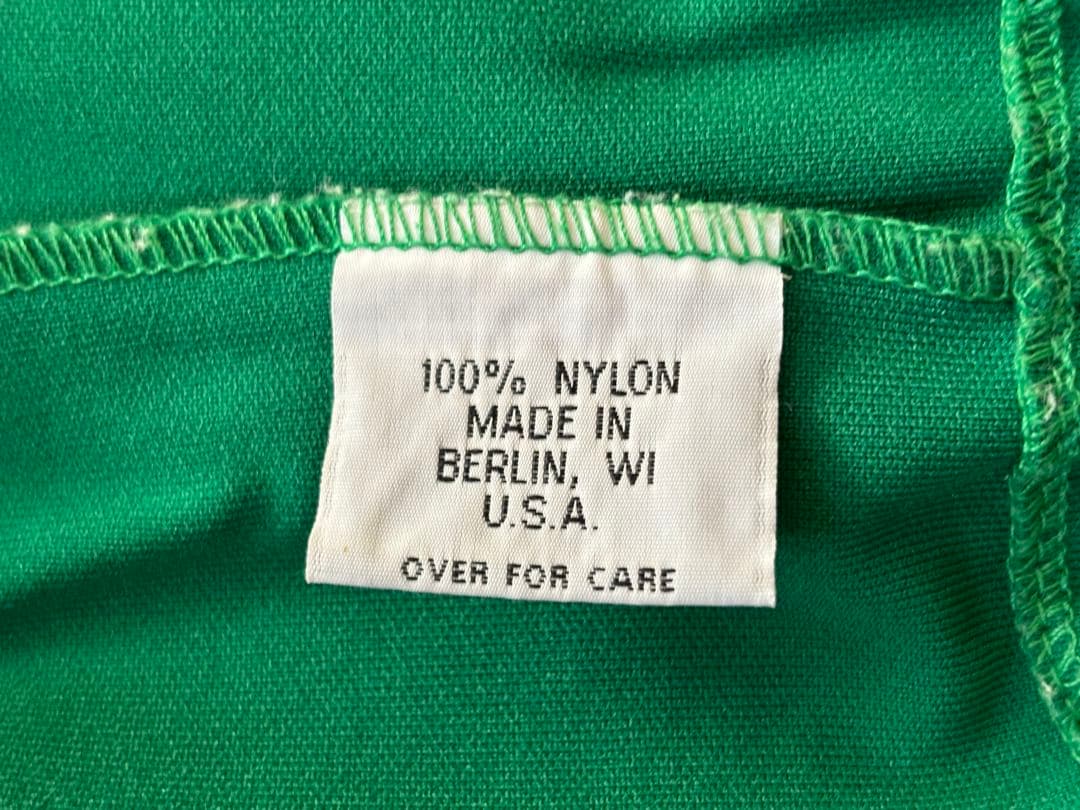 100% NYLON
MADE IN
BERLIN, WI
U.S.A.
OVER FOR CARE